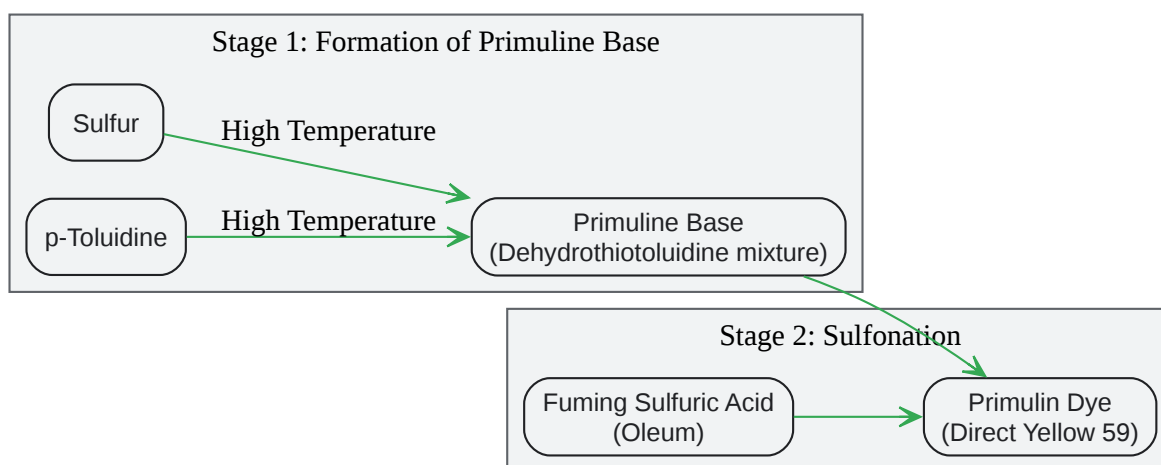 Stage 1: Formation of Primuline Base
Sulfur
High Temperature
p-Toluidine
High Temperature
Primuline Base
(Dehydrothiotoluidine mixture)
Stage 2: Sulfonation
Fuming Sulfuric Acid
(Oleum)
Primulin Dye
(Direct Yellow 59)